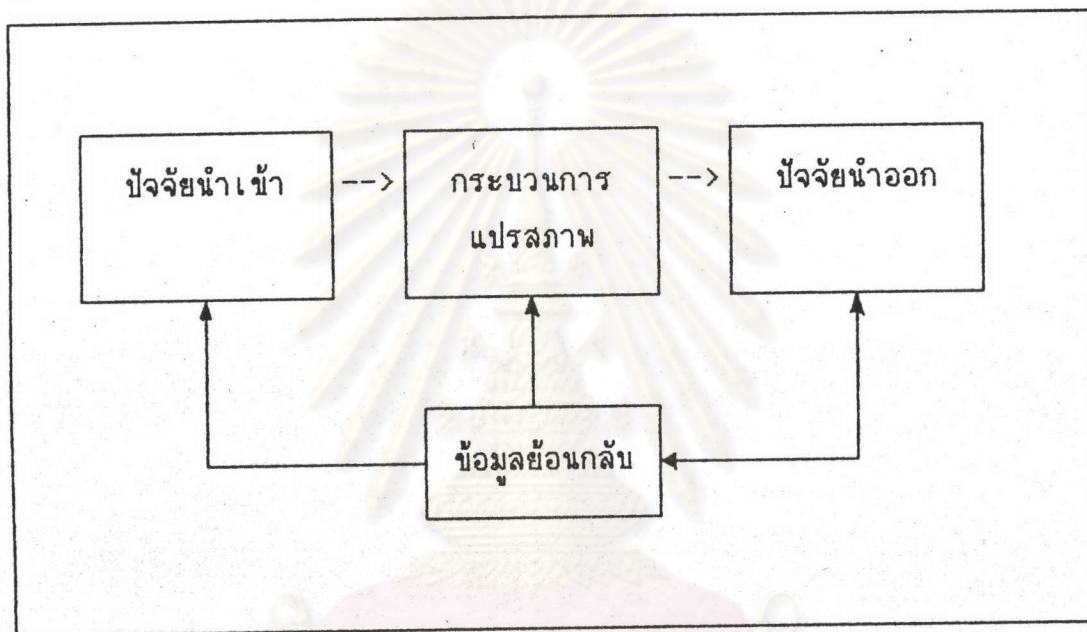 ปัจจัยนำเข้า --> กระบวนการ --> ปัจจัยนำออก
แปรสภาพ
ข้อมูลย้อนกลับ